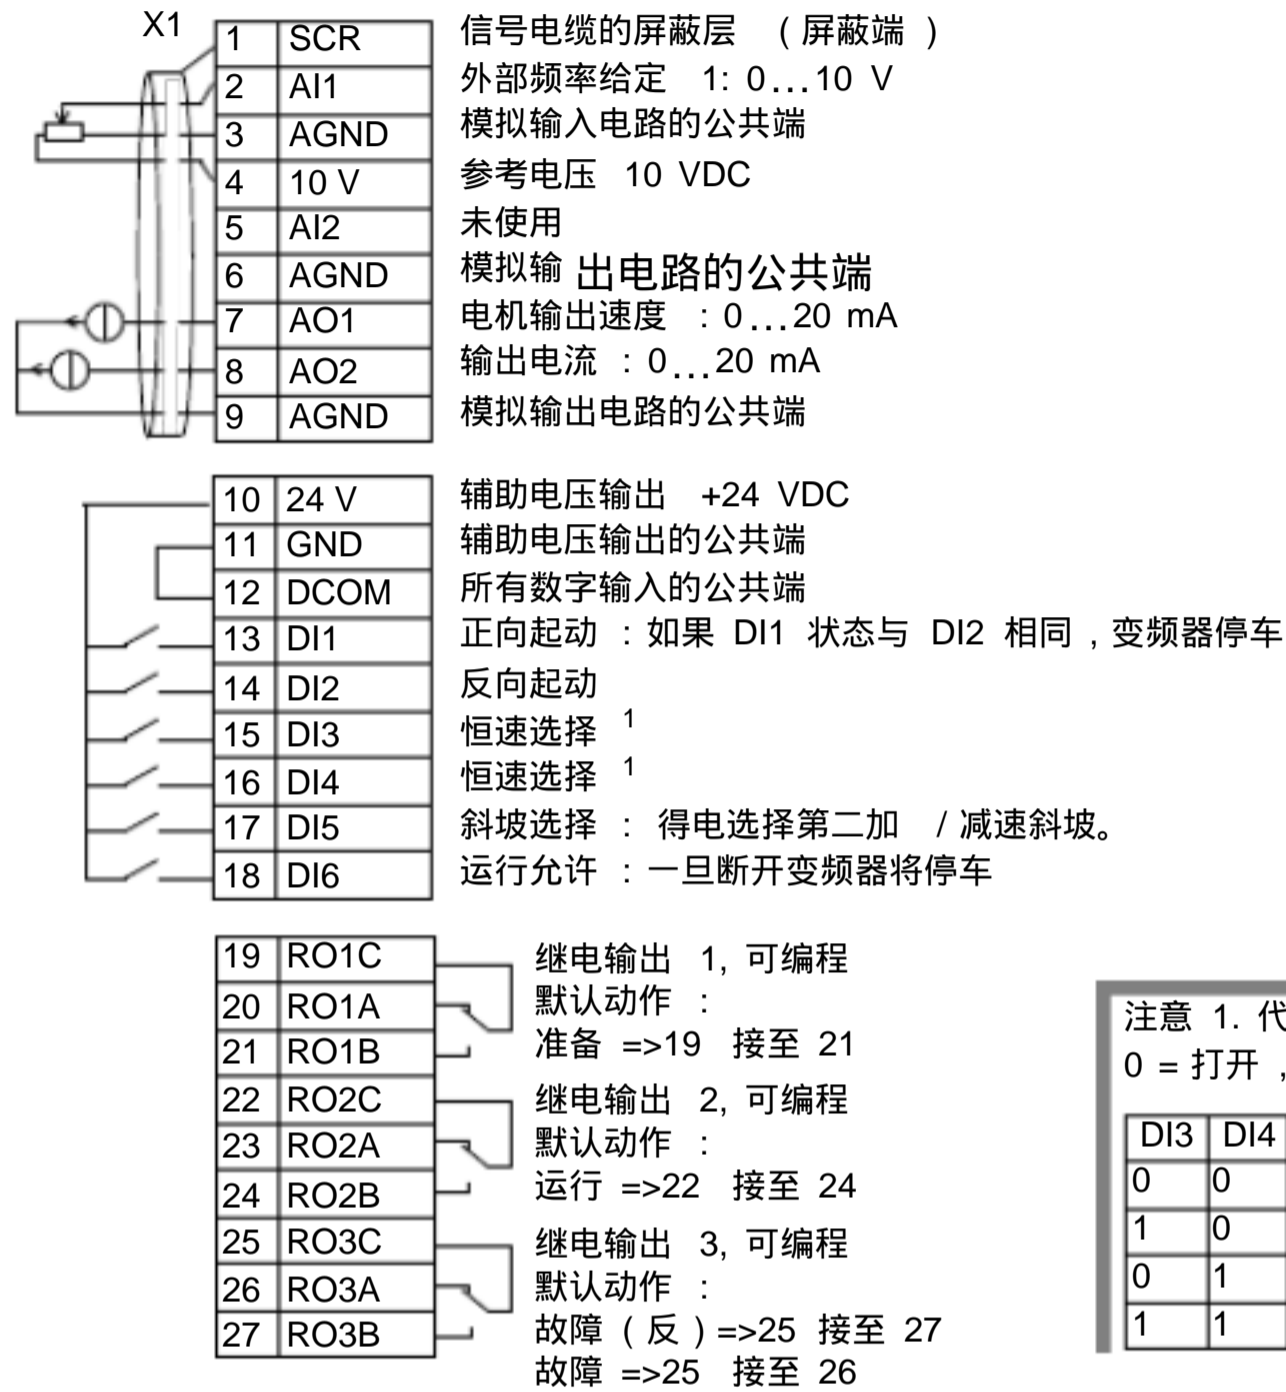 X1
1 SCR 信号电缆的屏蔽层 (屏蔽端)
2 AI1 外部频率给定 1: 0…10 V
3 AGND 模拟输入电路的公共端
4 10 V 参考电压 10 VDC
5 AI2 未使用
6 AGND 模拟输 出电路的公共端
7 AO1 电机输出速度 : 0…20 mA
8 AO2 输出电流 : 0…20 mA
9 AGND 模拟输出电路的公共端
10 24 V 辅助电压输出 +24 VDC
11 GND 辅助电压输出的公共端
12 DCOM 所有数字输入的公共端
13 DI1 正向起动 : 如果 DI1 状态与 DI2 相同 , 变频器停车
14 DI2 反向起动
15 DI3 恒速选择 1
16 DI4 恒速选择 1
17 DI5 斜坡选择 : 得电选择第二加 / 减速斜坡。
18 DI6 运行允许 : 一旦断开变频器将停车
19 RO1C 继电输出 1, 可编程
20 RO1A 默认动作 :
21 RO1B 准备 =>19 接至 21
22 RO2C 继电输出 2, 可编程
23 RO2A 默认动作 :
24 RO2B 运行 =>22 接至 24
25 RO3C 继电输出 3, 可编程
26 RO3A 默认动作 :
27 RO3B 故障 (反) =>25 接至 27
故障 =>25 接至 26
注意 1. 代
0 = 打开 ,
DI3 DI4
0 0
1 0
0 1
1 1